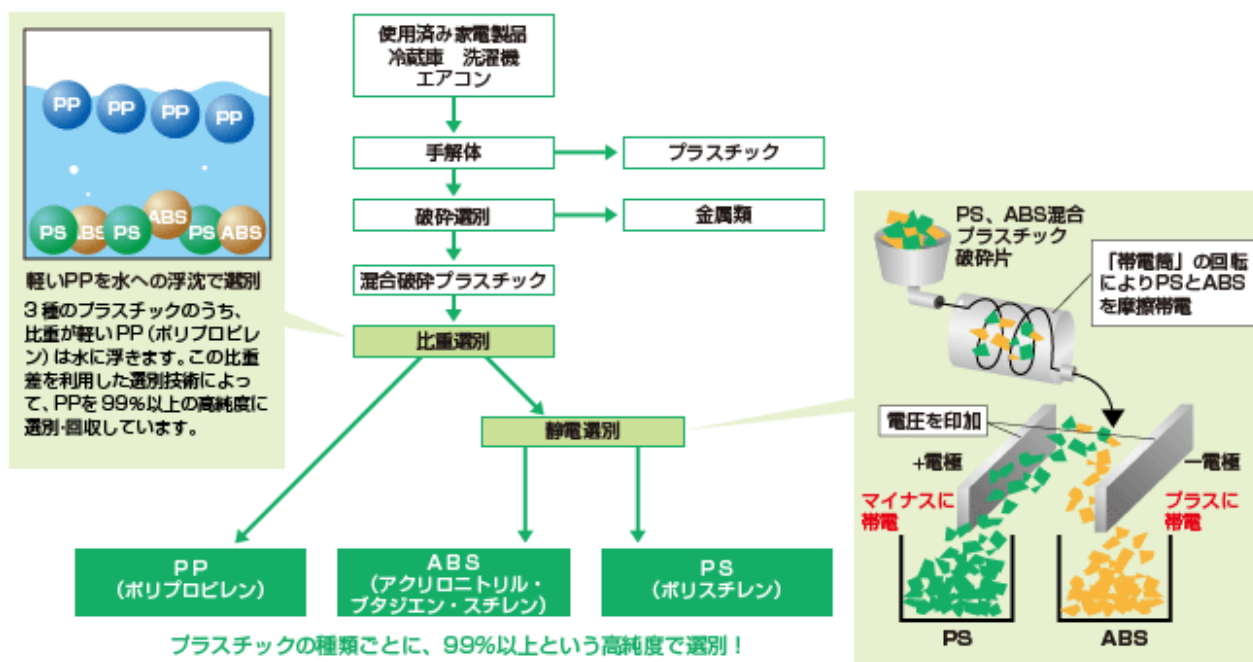 PP
PP
PP
PP
PS
ABS
PS
ABS
PS
ABS
軽いPPを水への浮沈で選別
3種のプラスチックのうち、
比重が軽いPP(ポリプロピレ
ン)は水に浮きます。この比重
差を利用した選別技術によっ
て、PPを99%以上の高純度に
選別・回収しています。
使用済み家電製品
冷蔵庫 洗濯機
エアコン
手解体
プラスチック
破砕選別
金属類
混合破砕プラスチック
比重選別
静電選別
PP
(ポリプロピレン)
ABS
(アクリロニトリル・
ブタジエン・スチレン)
PS
(ポリスチレン)
プラスチックの種類ごとに、99%以上という高純度で選別!
PS、ABS混合
プラスチック
破砕片
「帯電筒」の回転
によりPSとABS
を摩擦帯電
電圧を印加
+電極
ー電極
マイナスに
帯電
プラスに
帯電
PS
ABS